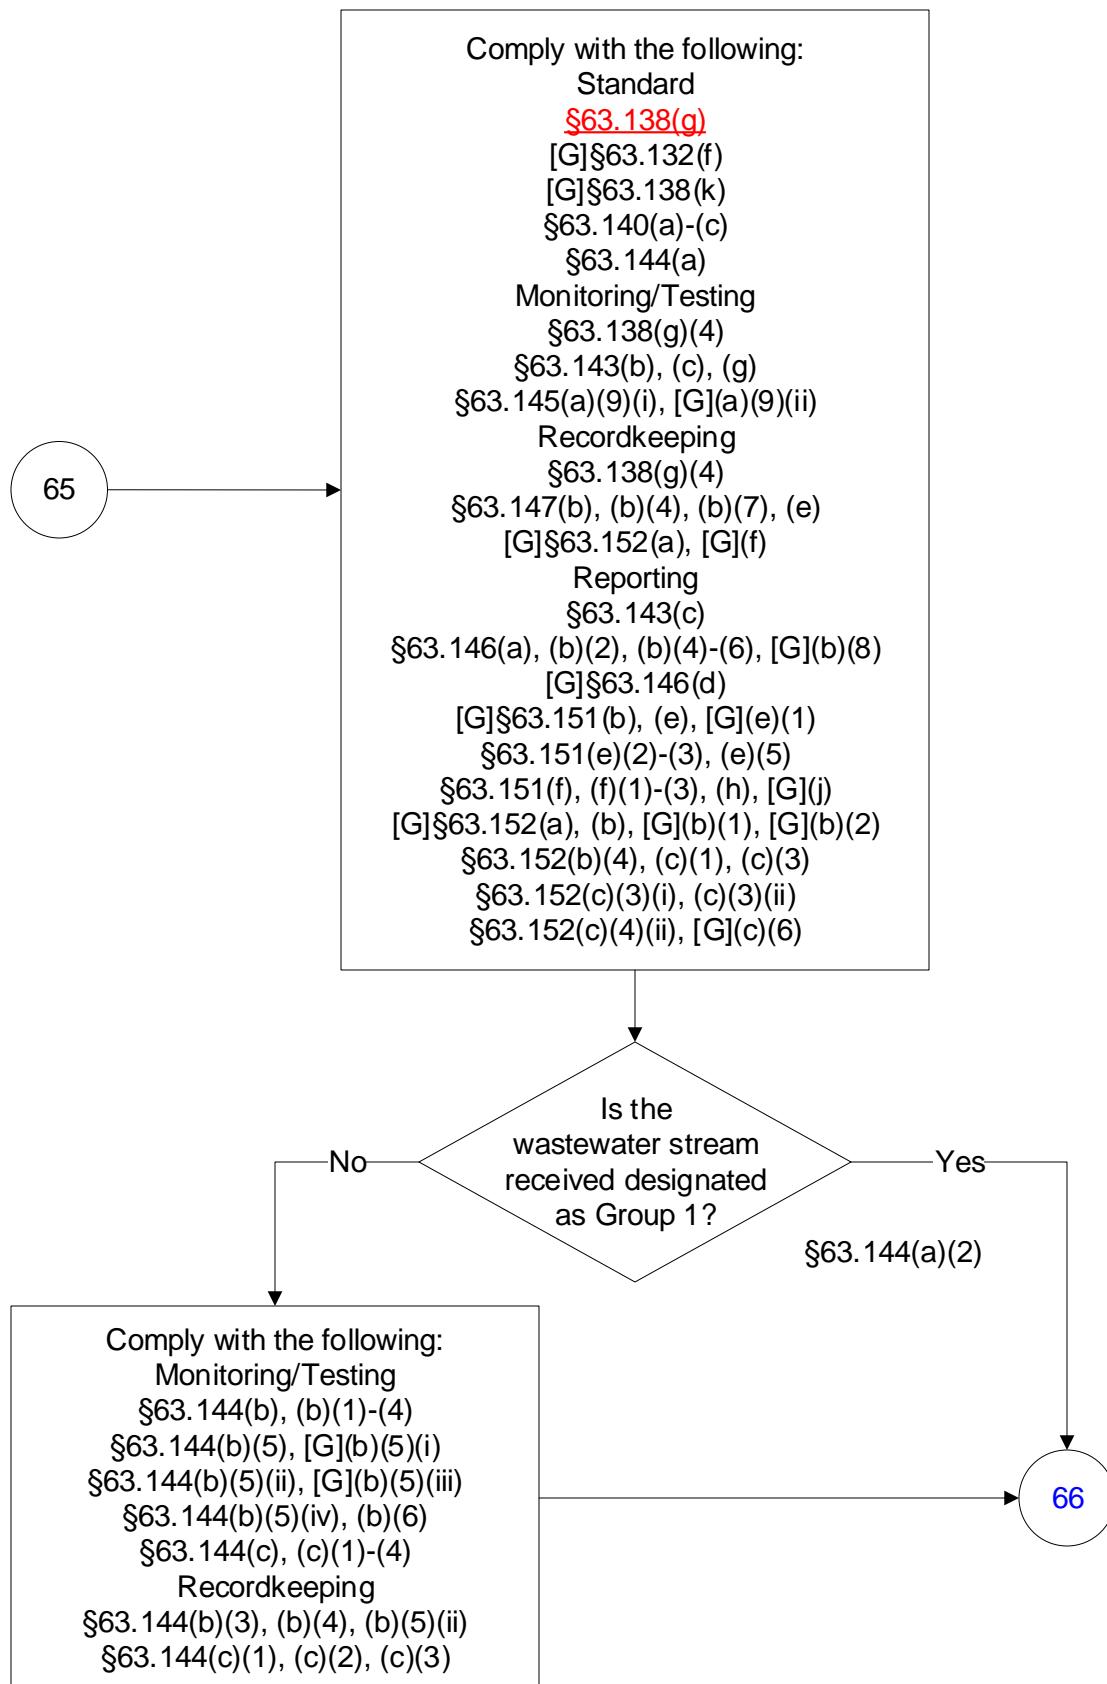 Comply with the following:
Standard
§63.138(g)
[G]§63.132(f)
[G]§63.138(k)
§63.140(a)-(c)
§63.144(a)
Monitoring/Testing
§63.138(g)(4)
§63.143(b), (c), (g)
§63.145(a)(9)(i), [G](a)(9)(ii)
Recordkeeping
§63.138(g)(4)
§63.147(b), (b)(4), (b)(7), (e)
[G]§63.152(a), [G](f)
Reporting
§63.143(c)
§63.146(a), (b)(2), (b)(4)-(6), [G](b)(8)
[G]§63.146(d)
[G]§63.151(b), (e), [G](e)(1)
§63.151(e)(2)-(3), (e)(5)
§63.151(f), (f)(1)-(3), (h), [G](j)
[G]§63.152(a), (b), [G](b)(1), [G](b)(2)
§63.152(b)(4), (c)(1), (c)(3)
§63.152(c)(3)(i), (c)(3)(ii)
§63.152(c)(4)(ii), [G](c)(6)
65
Is the
wastewater stream
received designated
as Group 1?
No
Yes
§63.144(a)(2)
Comply with the following:
Monitoring/Testing
§63.144(b), (b)(1)-(4)
§63.144(b)(5), [G](b)(5)(i)
§63.144(b)(5)(ii), [G](b)(5)(iii)
§63.144(b)(5)(iv), (b)(6)
§63.144(c), (c)(1)-(4)
Recordkeeping
§63.144(b)(3), (b)(4), (b)(5)(ii)
§63.144(c)(1), (c)(2), (c)(3)
66